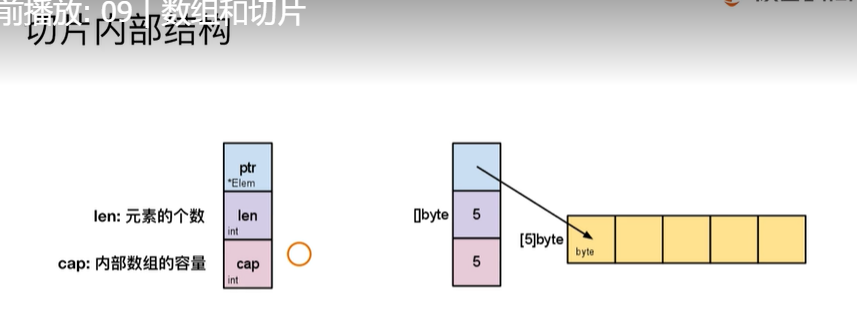 前播放: 09 | 数组和切片
切片内部结构
ptr
*Elem
len: 元素的个数
len
int
cap: 内部数组的容量
cap
int
[]byte
5
5
[5]byte
byte